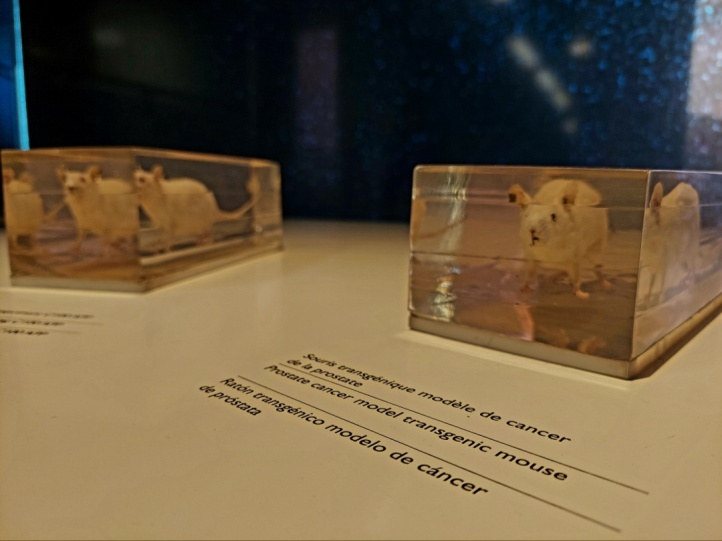 Souris transgénique modèle de cancer
de la prostate
Prostate cancer model transgenic mouse
Ratón transgénico modelo de cáncer
de próstata